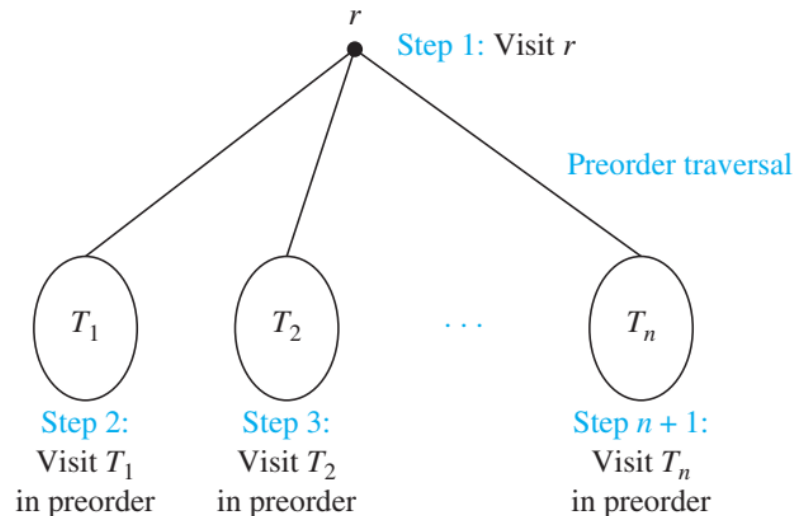 r
Step 1: Visit r
Preorder traversal
T₁ T₂ · · · Tₙ
Step 2: Step 3: Step n + 1:
Visit T₁ Visit T₂ Visit Tₙ
in preorder in preorder in preorder